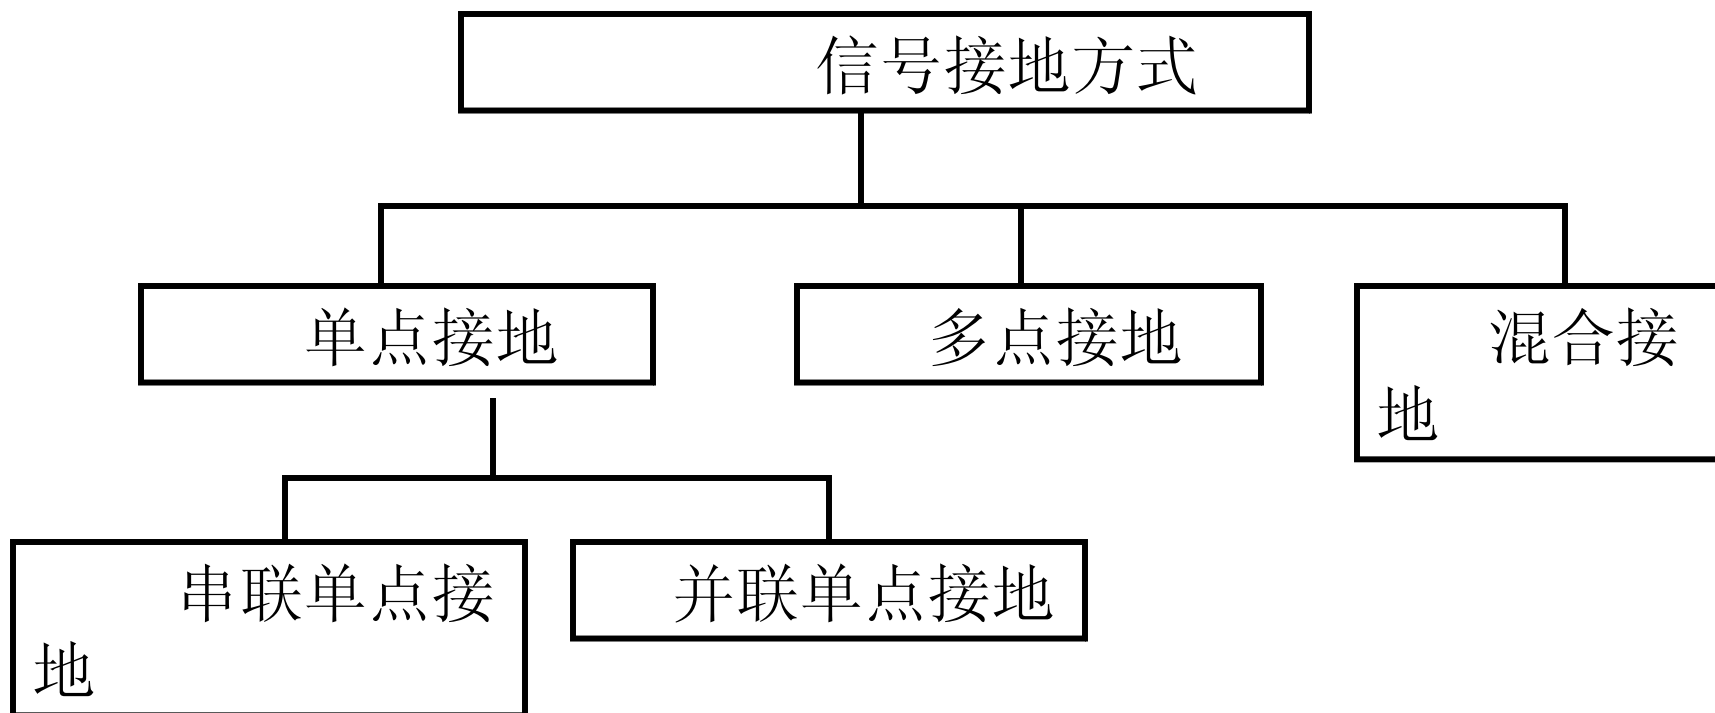 信号接地方式
单点接地
多点接地
混合接
地
串联单点接
地
并联单点接地